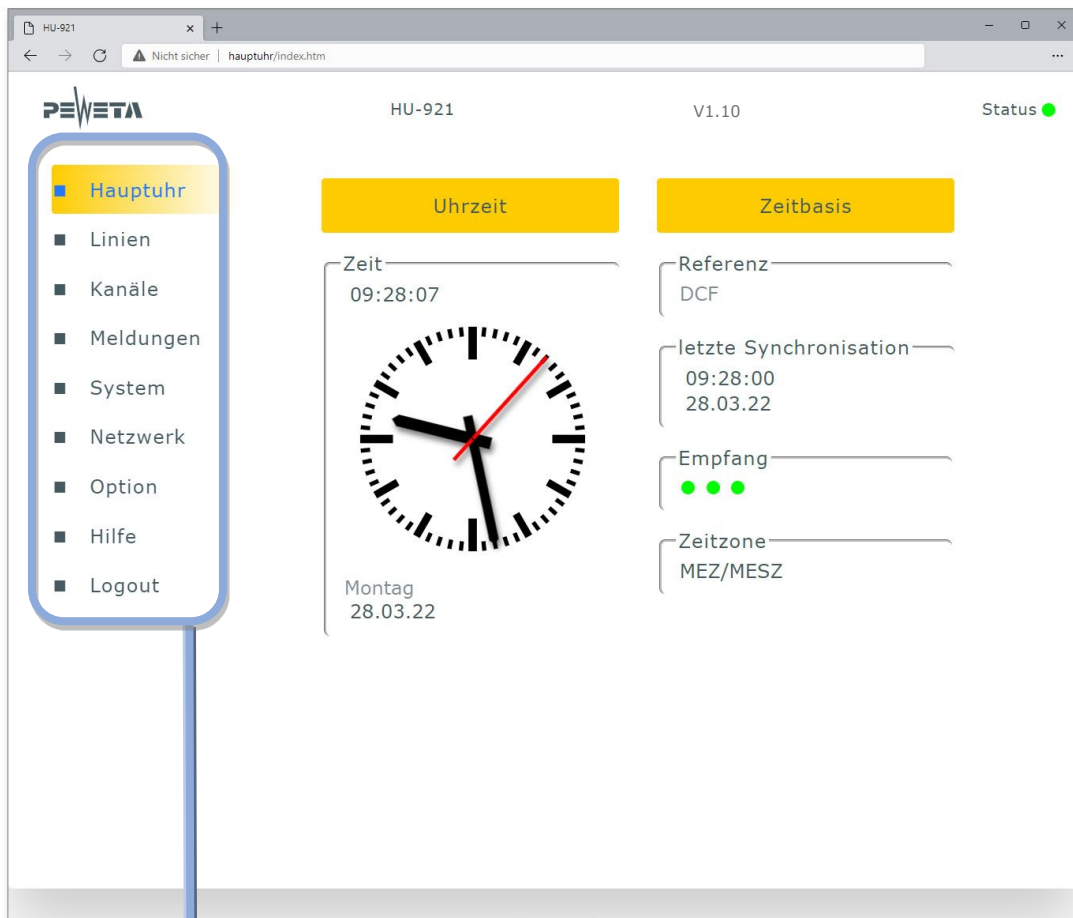 HU-921
Nicht sicher | hauptuhr/index.htm
PEWETA
HU-921
V1.10
Status
Hauptuhr
Linien
Kanäle
Meldungen
System
Netzwerk
Option
Hilfe
Logout
Uhrzeit
Zeit
09:28:07
Montag
28.03.22
Zeitbasis
Referenz
DCF
letzte Synchronisation
09:28:00
28.03.22
Empfang
Zeitzone
MEZ/MESZ